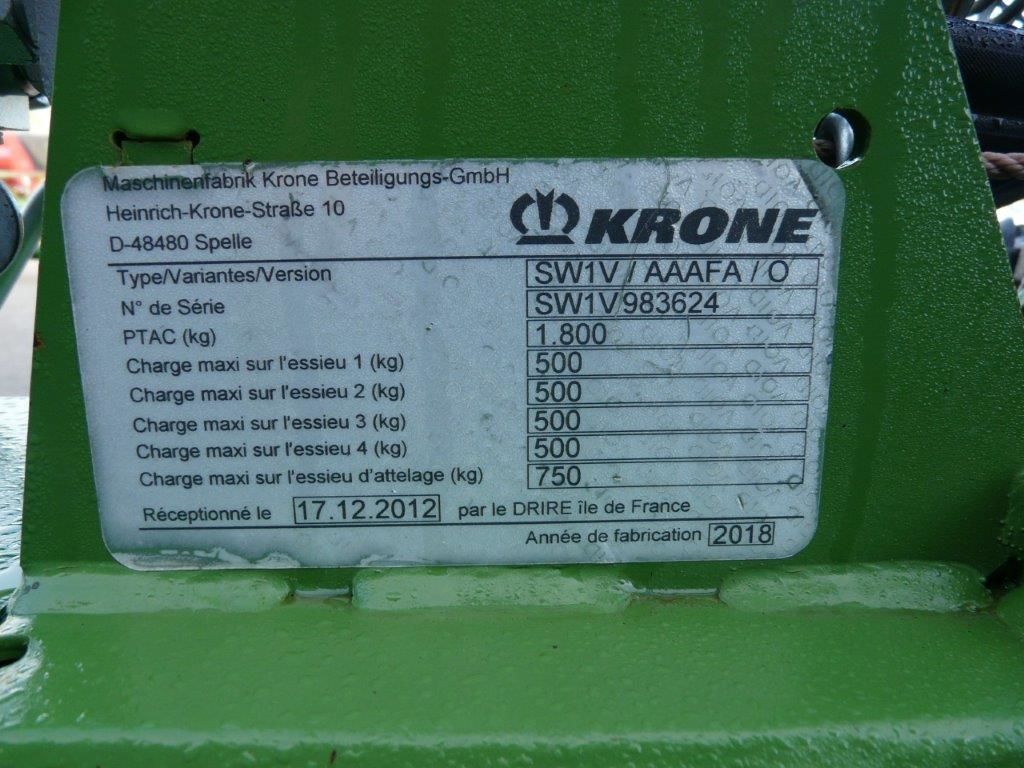 Maschinenfabrik Krone Beteiligungs-GmbH
Heinrich-Krone-Straße 10
D-48480 Spelle
KRONE
Type/Variantes/Version SW1V / AAAFA / O
N° de Série SW1V983624
PTAC (kg) 1.800
Charge maxi sur l'essieu 1 (kg) 500
Charge maxi sur l'essieu 2 (kg) 500
Charge maxi sur l'essieu 3 (kg) 500
Charge maxi sur l'essieu 4 (kg) 500
Charge maxi sur l'essieu d'attelage (kg) 750
Réceptionné le 17.12.2012 par le DRIRE île de France
Année de fabrication 2018